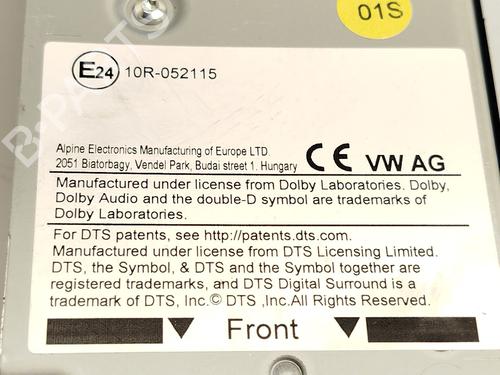 01S
E24 10R-052115
Alpine Electronics Manufacturing of Europe LTD.
2051 Biatorbagy, Vendel Park, Budai street 1. Hungary CE VW AG
Manufactured under license from Dolby Laboratories. Dolby,
Dolby Audio and the double-D symbol are trademarks of
Dolby Laboratories.
For DTS patents, see http://patents.dts.com.
Manufactured under license from DTS Licensing Limited.
DTS, the Symbol, & DTS and the Symbol together are
registered trademarks, and DTS Digital Surround is a
trademark of DTS, Inc.© DTS ,Inc.All Rights Reserved.
Front
B-PARTS